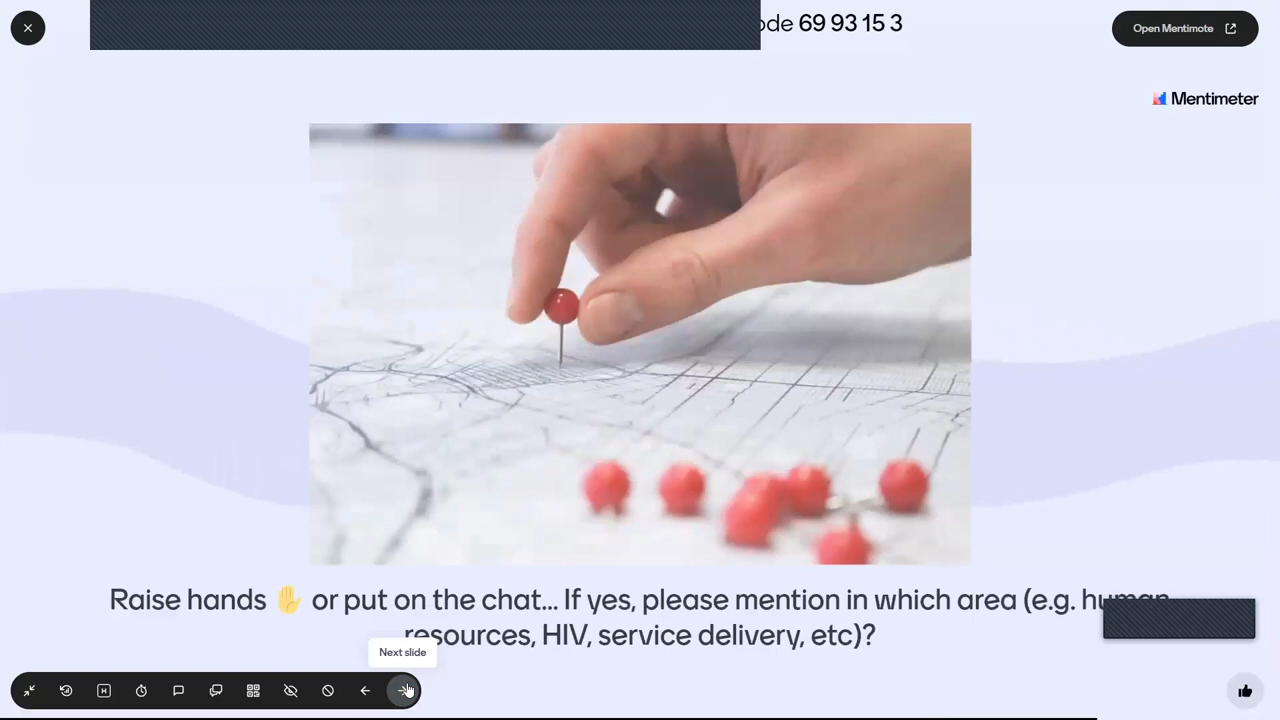 ode 69 93 15 3
Open Mentimote
Mentimeter
Raise hands ✋ or put on the chat... If yes, please mention in which area (e.g. human
resources, HIV, service delivery, etc)?
Next slide
H